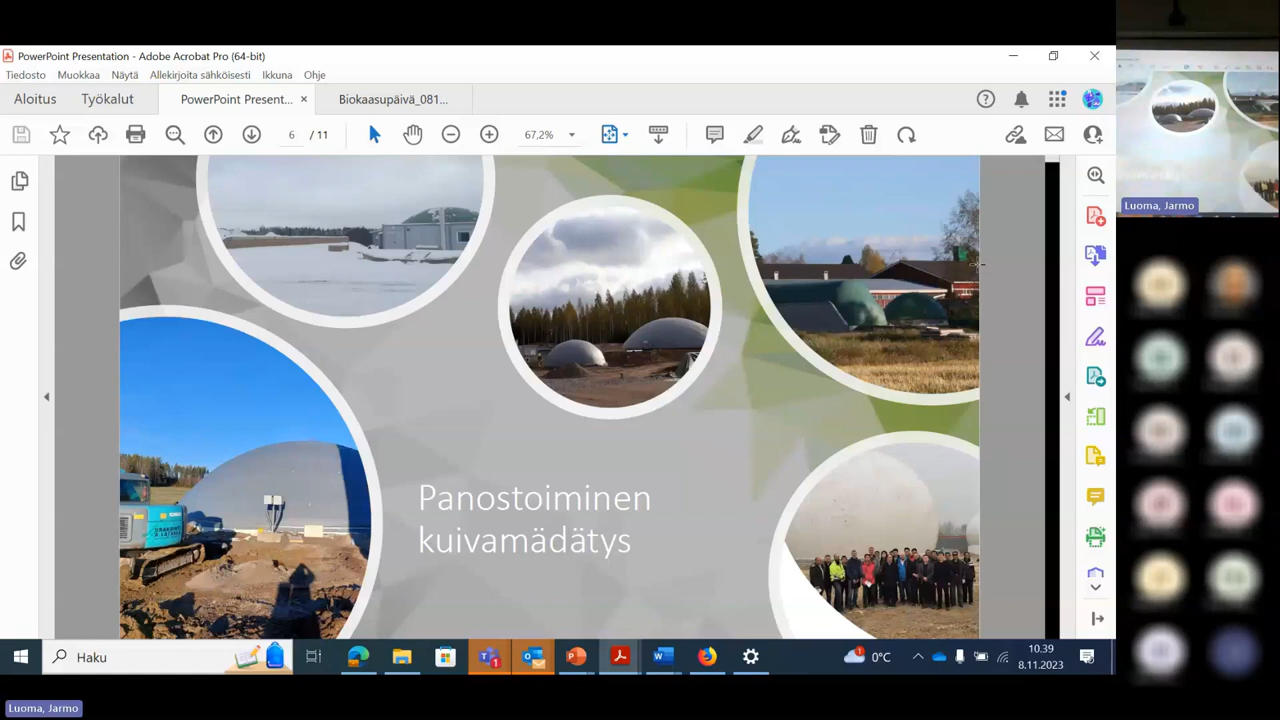 PowerPoint Presentation - Adobe Acrobat Pro (64-bit)
Tiedosto Muokkaa Näytä Allekirjoita sähköisesti Ikkuna Ohje
Aloitus Työkalut PowerPoint Present... × Biokaasupäivä_081...
6 / 11 67,2%
Luoma, Jarmo
Panostoiminen
kuivamädätys
Haku 0°C 10.39
8.11.2023
Luoma, Jarmo